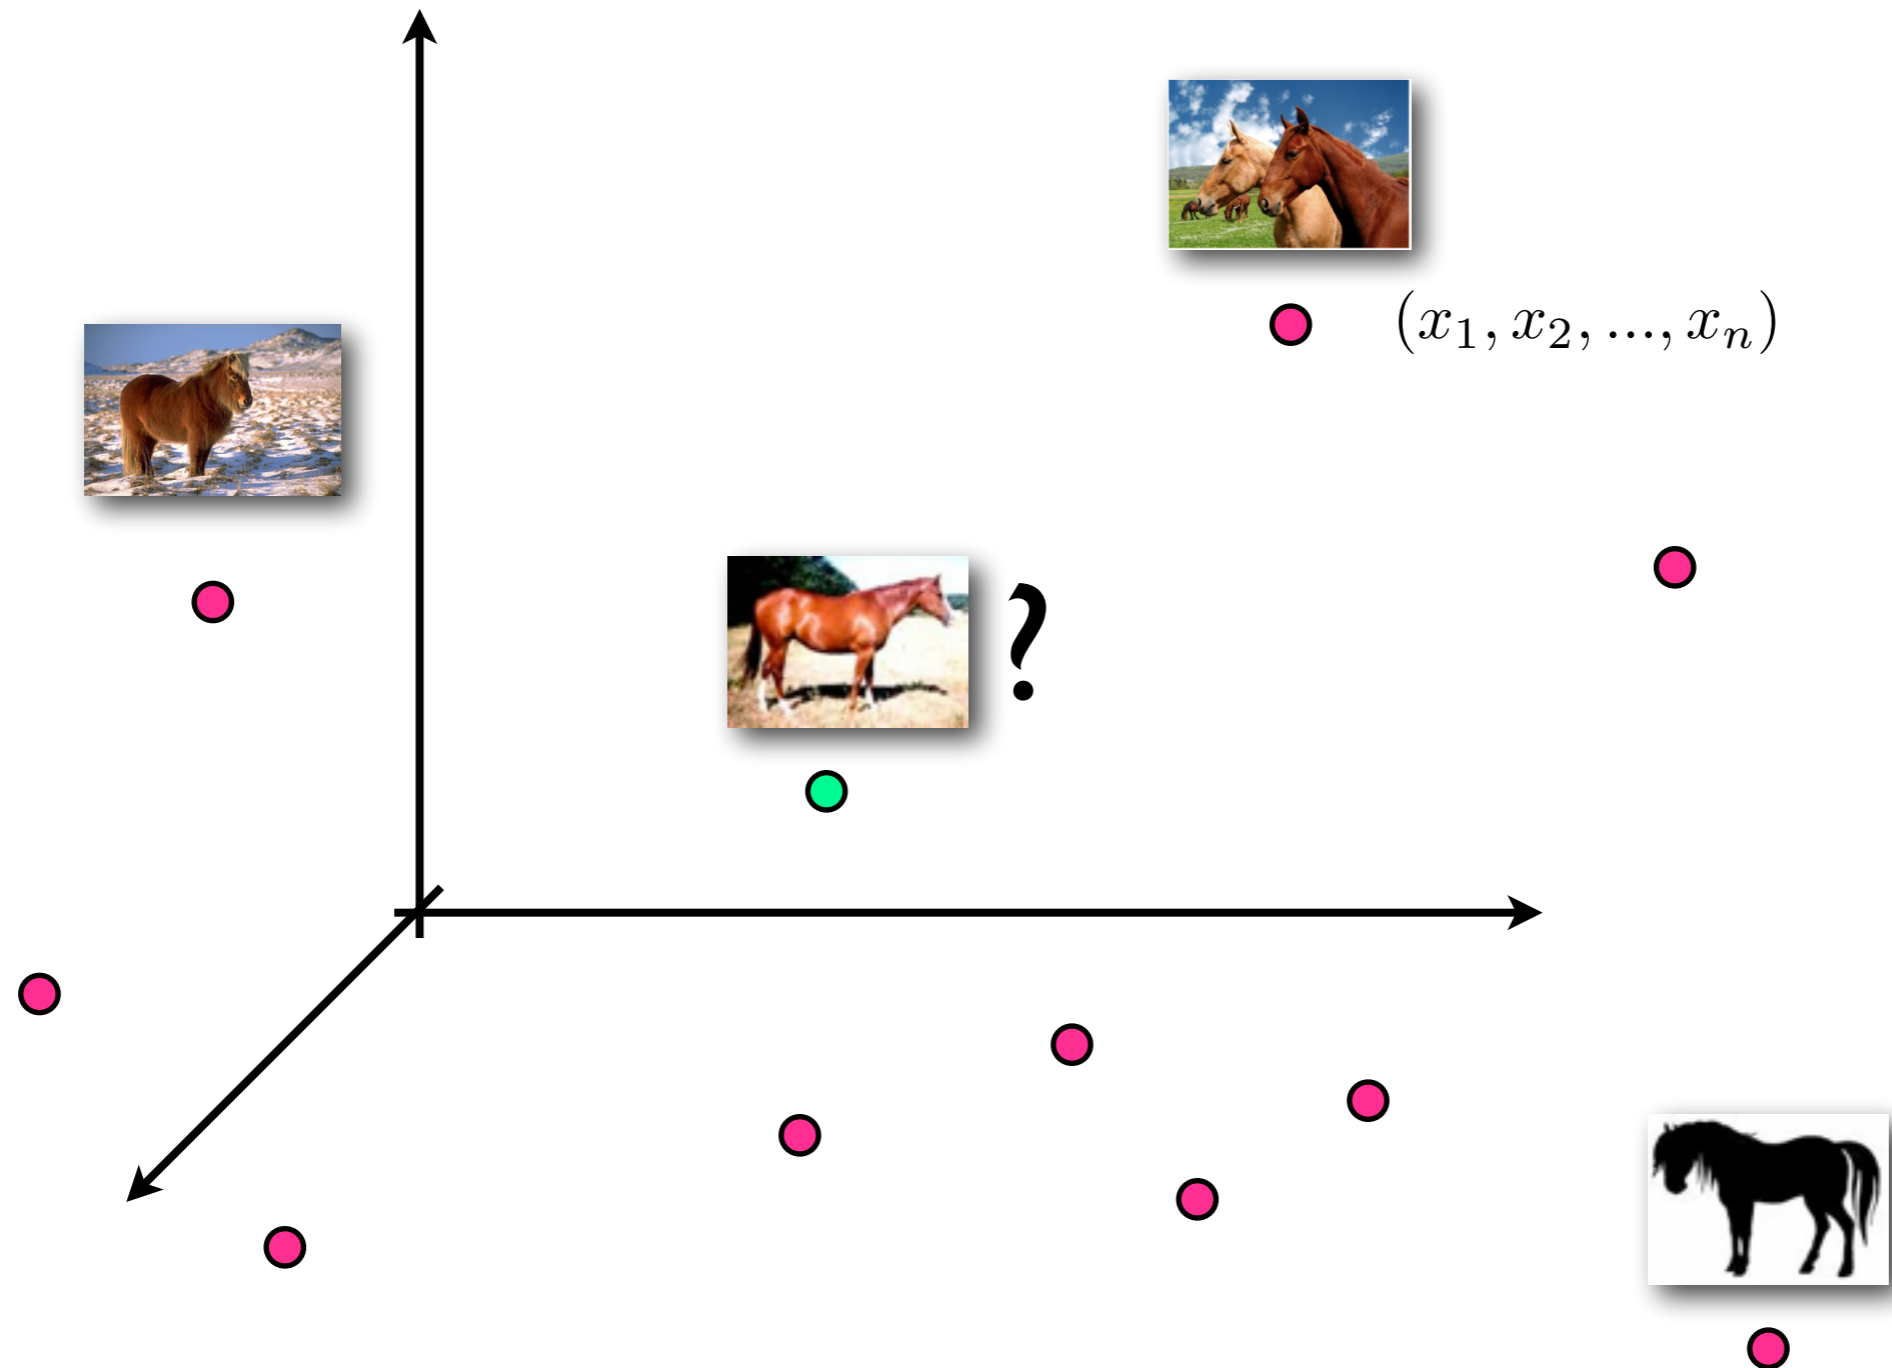 (x₁, x₂, ..., xₙ)
?